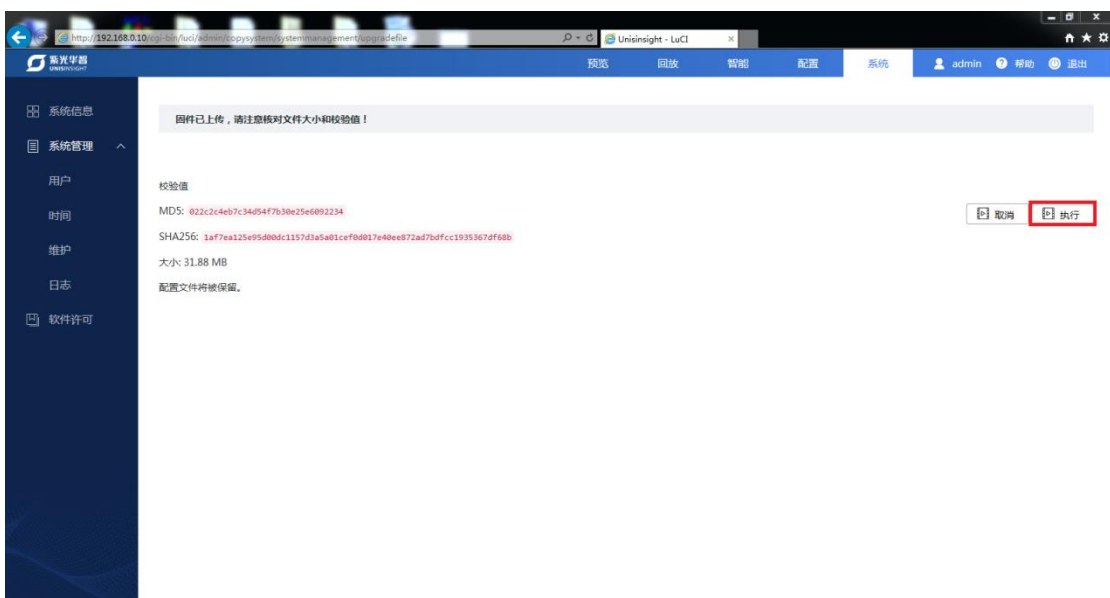 http://192.168.0.10/cgi-bin/luci/admin/copysystem/systemmanagement/upgradefile
Unisinsight - LuCI
紫光华智
UNISINSIGHT
预览 回放 智能 配置 系统 admin 帮助 退出
系统信息
固件已上传，请注意核对文件大小和校验值！
系统管理
用户
校验值
时间
MD5: 022c2c4eb7c34d54f7b30e25e6092234
取消 执行
SHA256: 1af7ea125e95d00dc1157d3a5a01cef0d017e40ee872ad7bdfcc1935367df68b
维护
大小: 31.88 MB
日志
配置文件将被保留。
软件许可